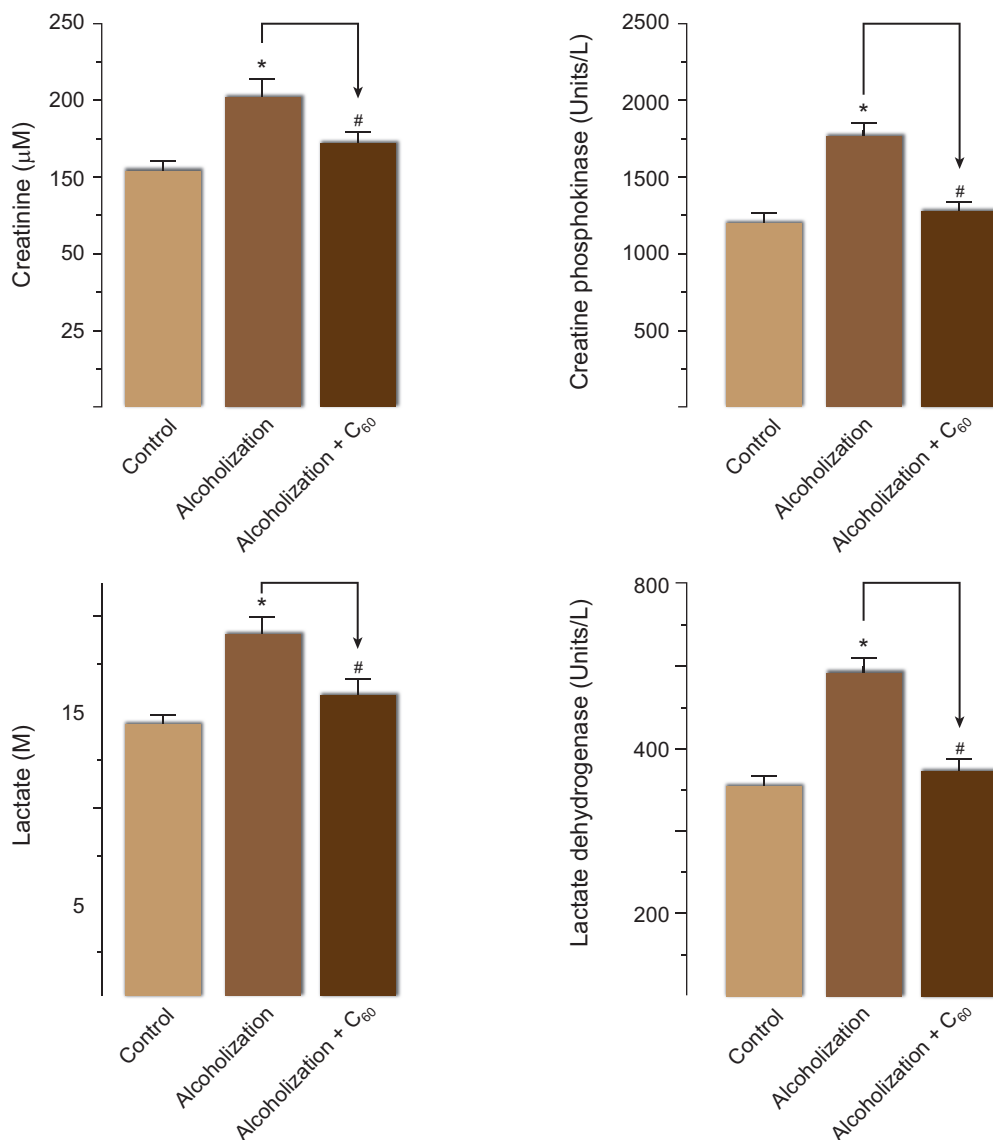 Creatinine (μM)
250
200
150
50
25
*
#
Control
Alcoholization
Alcoholization + C₆₀
Creatine phosphokinase (Units/L)
2500
2000
1500
1000
500
*
#
Control
Alcoholization
Alcoholization + C₆₀
Lactate (M)
15
5
*
#
Control
Alcoholization
Alcoholization + C₆₀
Lactate dehydrogenase (Units/L)
800
400
200
*
#
Control
Alcoholization
Alcoholization + C₆₀